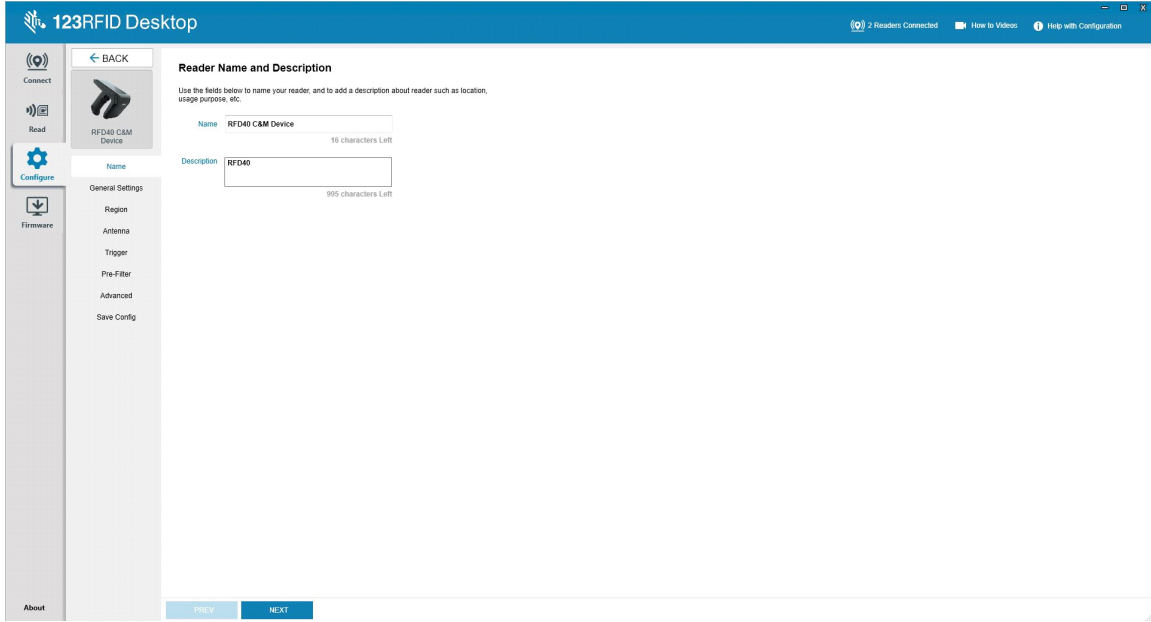 123RFID Desktop
2 Readers Connected
How to Videos
Help with Configuration
Connect
Read
Configure
Firmware
About
BACK
RFD40 C&M
Device
Name
General Settings
Region
Antenna
Trigger
Pre-Filter
Advanced
Save Config
Reader Name and Description
Use the fields below to name your reader, and to add a description about reader such as location,
usage purpose, etc.
Name RFD40 C&M Device
16 characters Left
Description RFD40
995 characters Left
PREV
NEXT